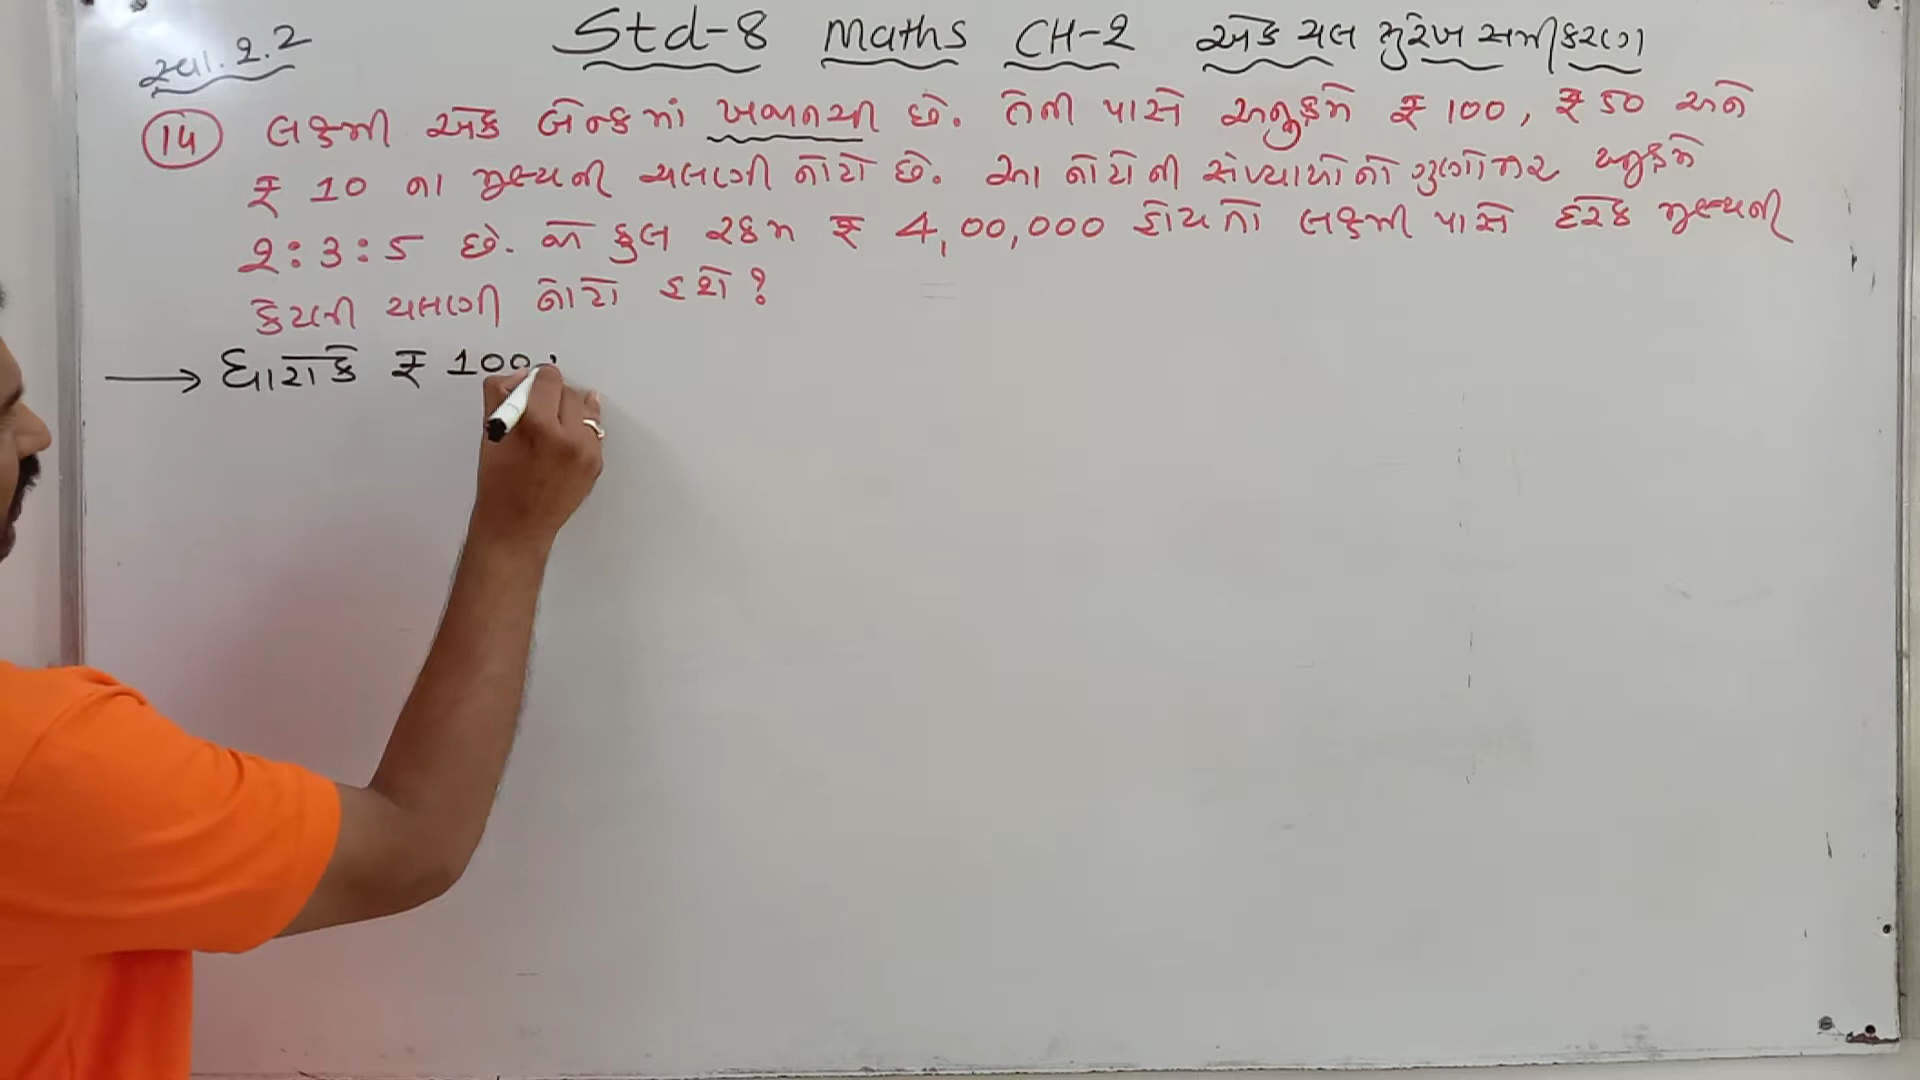 સ્વા. 2.2
Std-8 Maths CH-2 એક ચલ સુરેખ સમીકરણ
14 લક્ષ્મી એક બેન્કમાં ખજાનચી છે. તેની પાસે અનુક્રમે ₹ 100, ₹ 50 અને
₹ 10 ના મૂલ્યની ચલણી નોટો છે. આ નોટોની સંખ્યાઓનો ગુણોત્તર અનુક્રમે
2:3:5 છે. જો કુલ રકમ ₹ 4,00,000 હોય તો લક્ષ્મી પાસે દરેક મૂલ્યની
કેટલી ચલણી નોટો હશે?
→ ધારોકે ₹ 100